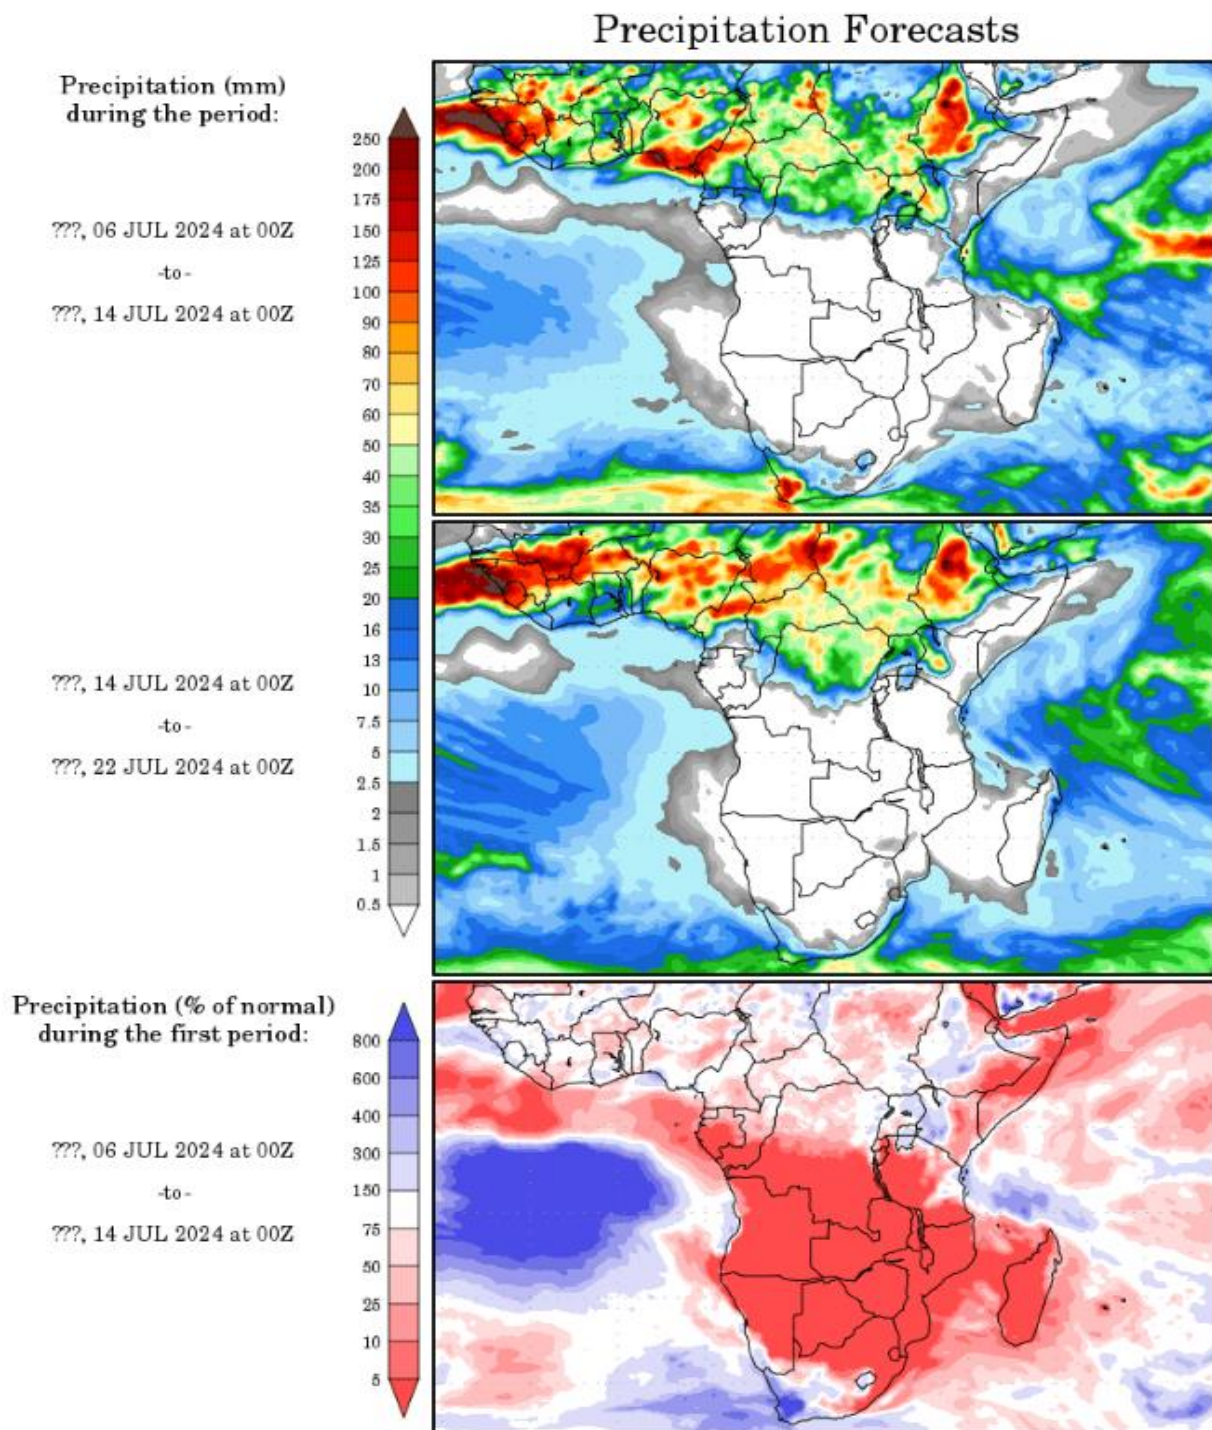 Precipitation Forecasts
Precipitation (mm)
during the period:
250
200
175
150
125
100
90
80
70
60
50
40
35
30
25
20
16
13
10
7.5
5
2.5
2
1.5
1
0.5
???, 06 JUL 2024 at 00Z
-to-
???, 14 JUL 2024 at 00Z
???, 14 JUL 2024 at 00Z
-to-
???, 22 JUL 2024 at 00Z
Precipitation (% of normal)
during the first period:
800
600
400
300
150
75
50
25
10
5
???, 06 JUL 2024 at 00Z
-to-
???, 14 JUL 2024 at 00Z